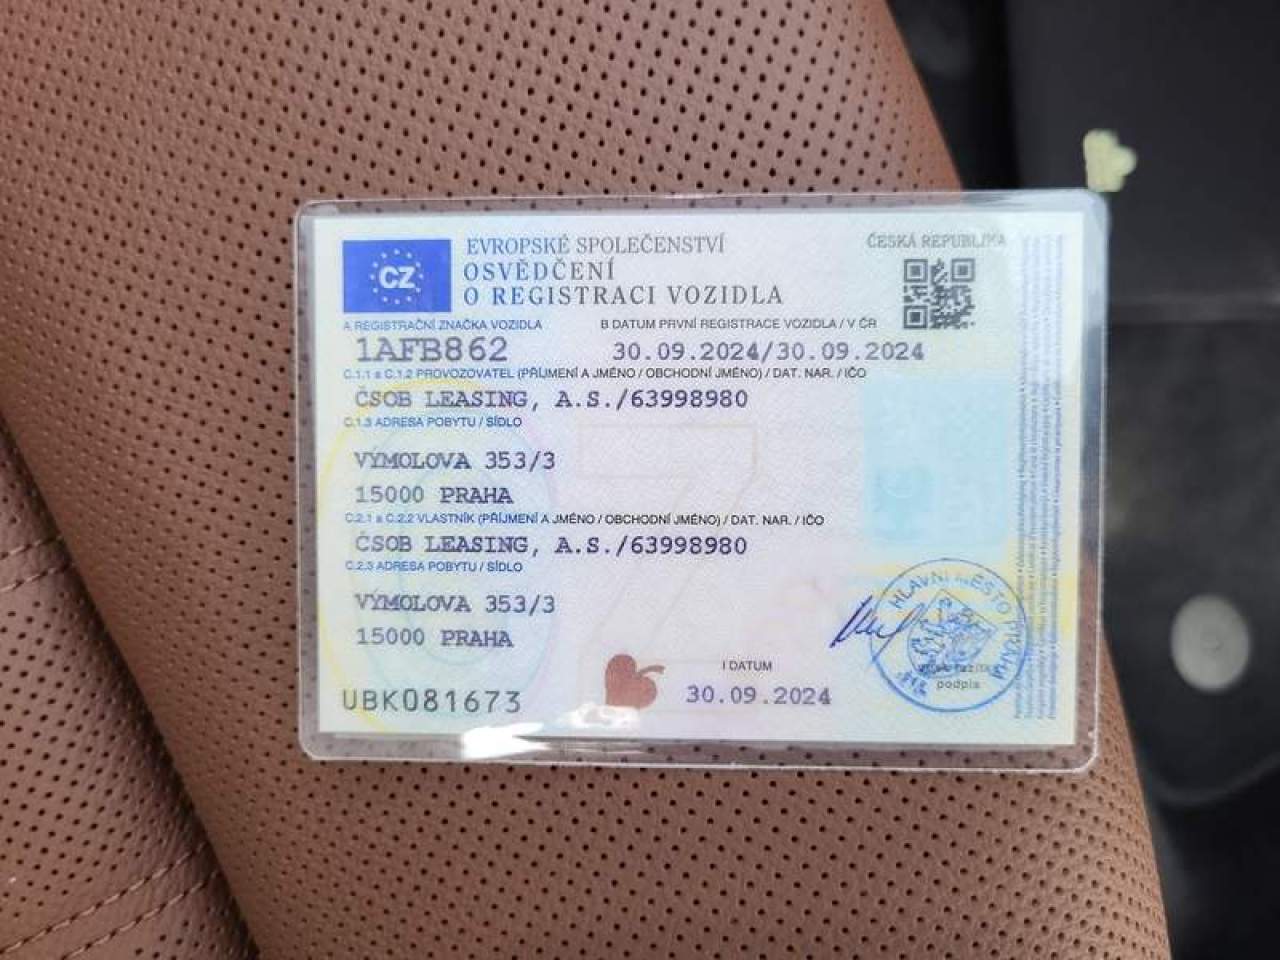 EVROPSKÉ SPOLEČENSTVÍ
ČESKÁ REPUBLIKA
CZ
OSVĚDČENÍ
O REGISTRACI VOZIDLA
A REGISTRAČNÍ ZNAČKA VOZIDLA
B DATUM PRVNÍ REGISTRACE VOZIDLA / V ČR
1AFB862
30.09.2024/30.09.2024
C.1.1 a C.1.2 PROVOZOVATEL (PŘÍJMENÍ A JMÉNO / OBCHODNÍ JMÉNO) / DAT. NAR. / IČO
ČSOB LEASING, A.S./63998980
C.1.3 ADRESA POBYTU / SÍDLO
VÝMOLOVA 353/3
15000 PRAHA
C.2.1 a C.2.2 VLASTNÍK (PŘÍJMENÍ A JMÉNO / OBCHODNÍ JMÉNO) / DAT. NAR. / IČO
ČSOB LEASING, A.S./63998980
C.2.3 ADRESA POBYTU / SÍDLO
VÝMOLOVA 353/3
15000 PRAHA
HLAVNÍ MĚSTO PRAHA
I DATUM
podpis
UBK081673
30.09.2024